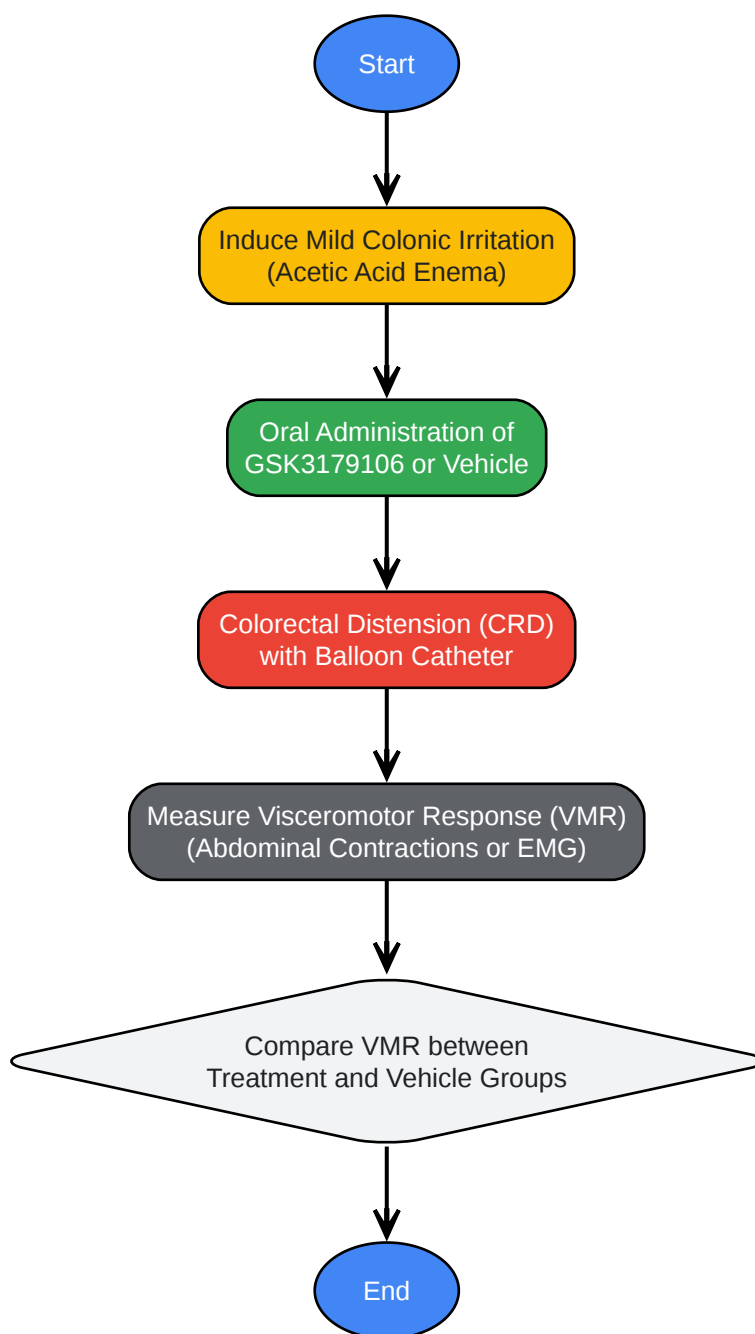 Start
Induce Mild Colonic Irritation
(Acetic Acid Enema)
Oral Administration of
GSK3179106 or Vehicle
Colorectal Distension (CRD)
with Balloon Catheter
Measure Visceromotor Response (VMR)
(Abdominal Contractions or EMG)
Compare VMR between
Treatment and Vehicle Groups
End